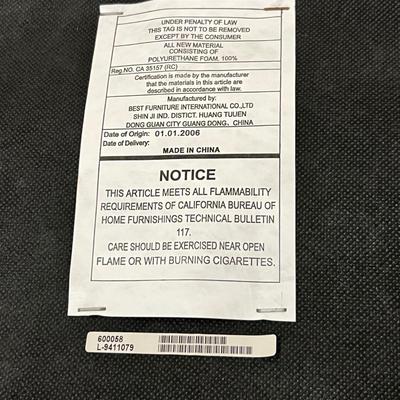 UNDER PENALTY OF LAW
THIS TAG IS NOT TO BE REMOVED
EXCEPT BY THE CONSUMER
ALL NEW MATERIAL
CONSISTING OF
POLYURETHANE FOAM. 100%
Reg.NO. CA 35157 (RC)
Certification is made by the manufacturer
that the materials in this article are
described in accordance with law.
Manufactured by:
BEST FURNITURE INTERNATIONAL CO.,LTD
SHIN JI IND. DISTICT. HUANG TUIJEN
DONG GUAN CITY GUANG DONG, CHINA
Date of Origin: 01.01.2006
Date of Delivery:
MADE IN CHINA
NOTICE
THIS ARTICLE MEETS ALL FLAMMABILITY
REQUIREMENTS OF CALIFORNIA BUREAU OF
HOME FURNISHINGS TECHNICAL BULLETIN
117.
CARE SHOULD BE EXERCISED NEAR OPEN
FLAME OR WITH BURNING CIGARETTES.
600058
L-9411079